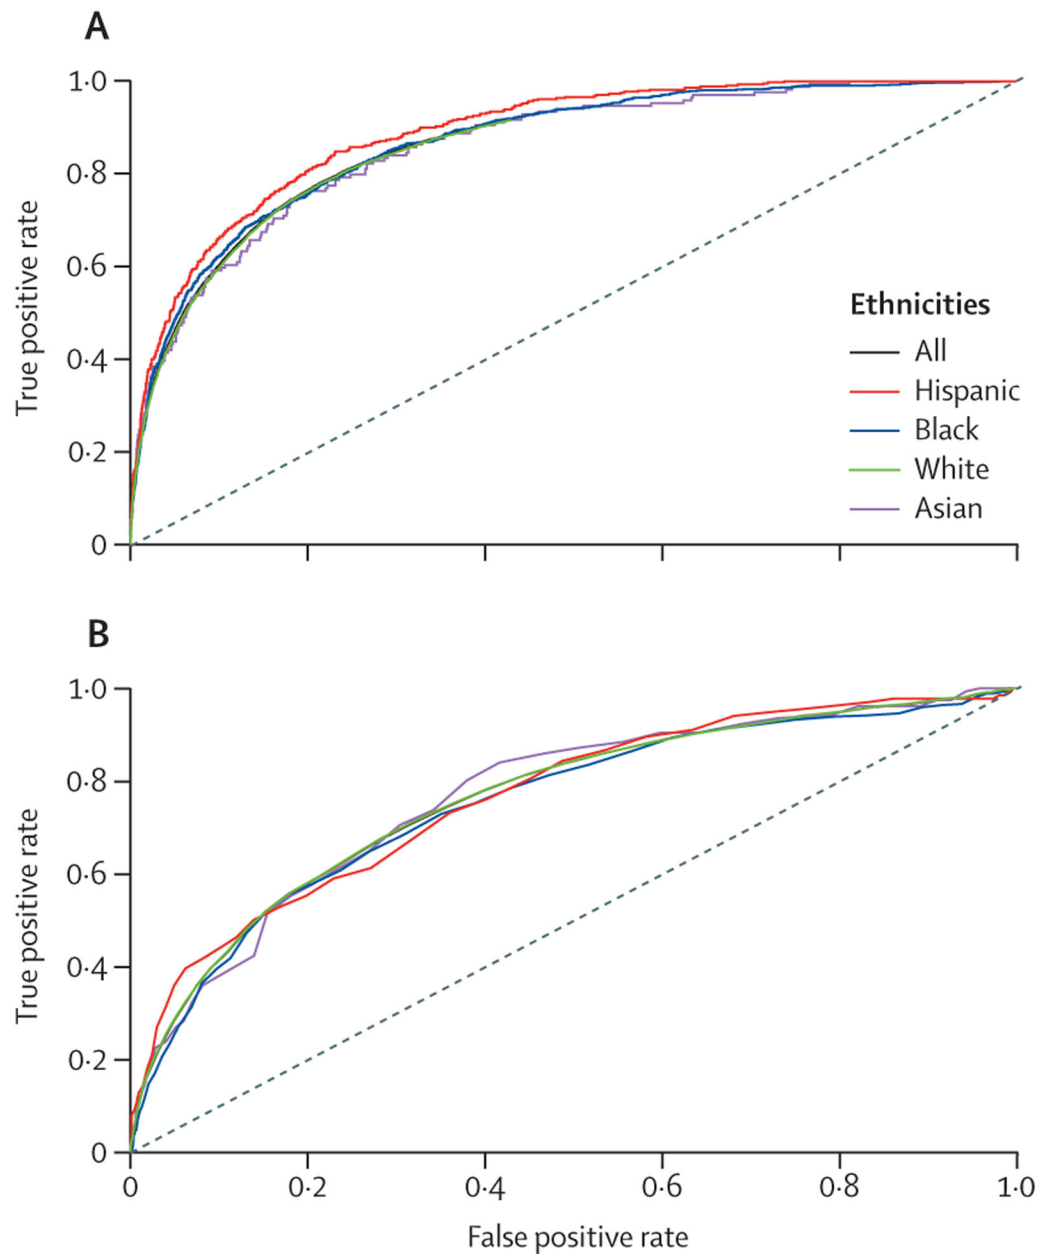 A
1·0
0·8
0·6
0·4
0·2
0
True positive rate
Ethnicities
All
Hispanic
Black
White
Asian
B
1·0
0·8
0·6
0·4
0·2
0
True positive rate
0 0·2 0·4 0·6 0·8 1·0
False positive rate